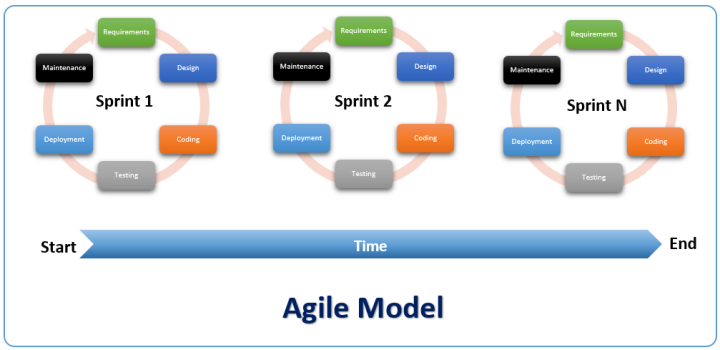 Requirements
Maintenance
Design
Sprint 1
Deployment
Coding
Testing
Requirements
Maintenance
Design
Sprint 2
Deployment
Coding
Testing
Requirements
Maintenance
Design
Sprint N
Deployment
Coding
Testing
Start
Time
End
Agile Model